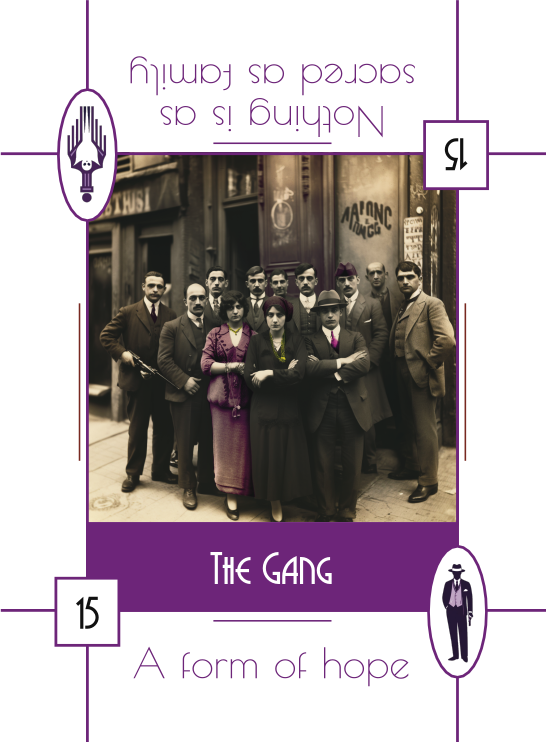 Nothing is as
sacred as family
15
The Gang
15
A form of hope